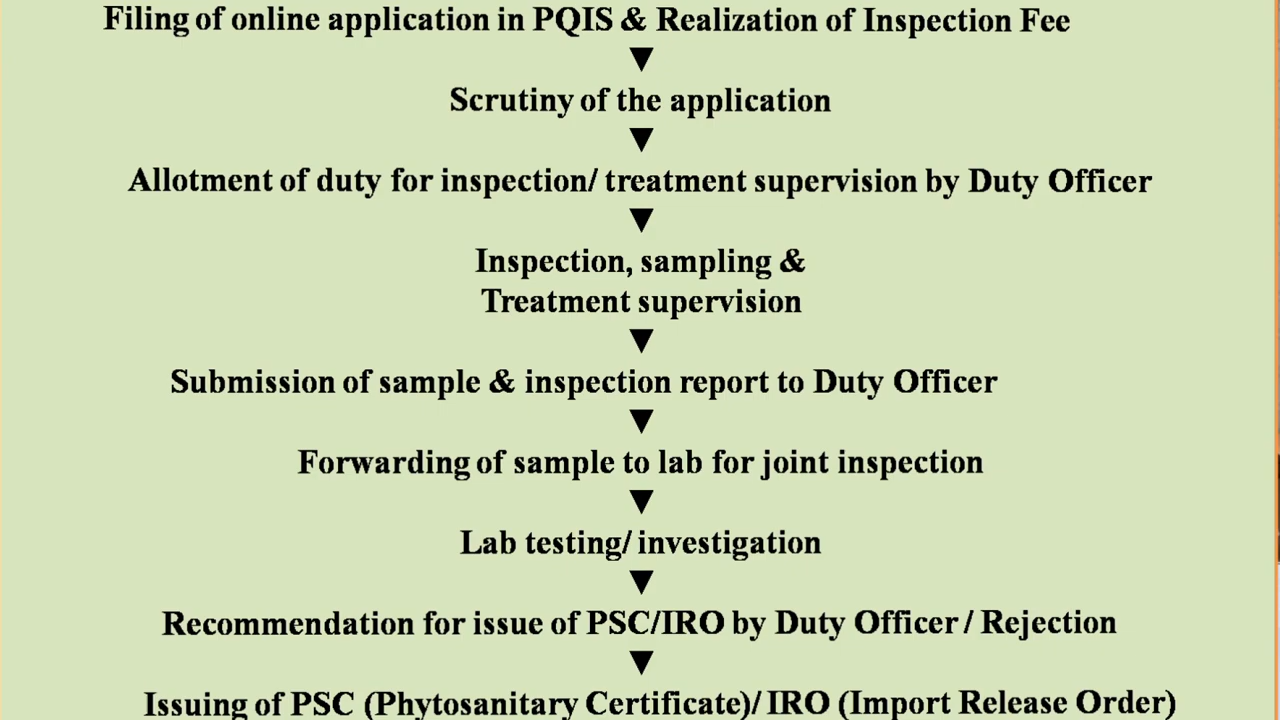 Filing of online application in PQIS & Realization of Inspection Fee
Scrutiny of the application
Allotment of duty for inspection/ treatment supervision by Duty Officer
Inspection, sampling &
Treatment supervision
Submission of sample & inspection report to Duty Officer
Forwarding of sample to lab for joint inspection
Lab testing/ investigation
Recommendation for issue of PSC/IRO by Duty Officer / Rejection
Issuing of PSC (Phytosanitary Certificate)/ IRO (Import Release Order)